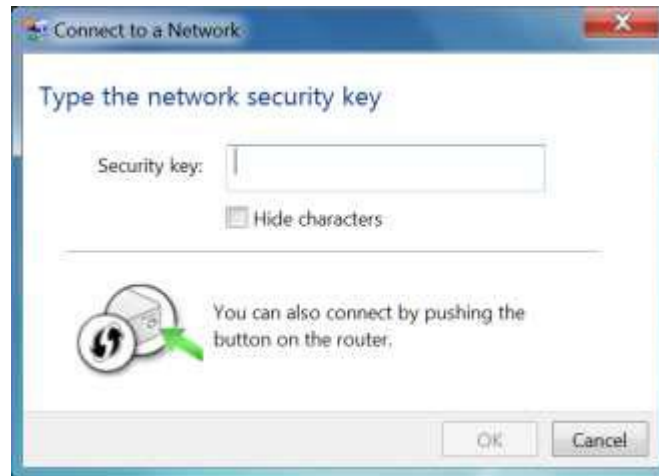 Connect to a Network
Type the network security key
Security key:
Hide characters
You can also connect by pushing the
button on the router.
OK
Cancel